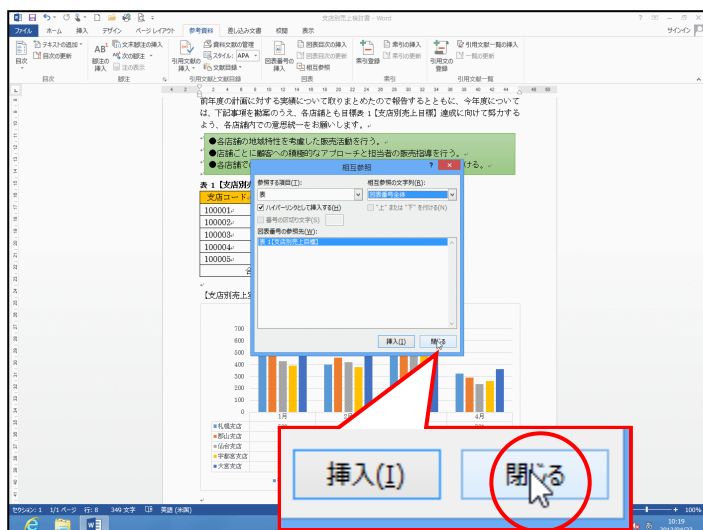 支店別売上検討書 - Word
サインイン
ファイル ホーム 挿入 デザイン ページ レイアウト 参考資料 差し込み文書 校閲 表示
目次
テキストの追加
目次の更新
目次
AB
脚注の
挿入
文末脚注の挿入
次の脚注
注の表示
脚注
引用文献の
挿入
資料文献の管理
スタイル: APA
文献目録
引用文献と文献目録
図表番号の
挿入
図表目次の挿入
図表目次の更新
相互参照
図表
索引登録
索引の挿入
索引の更新
索引
引用文の
登録
引用文献一覧の挿入
一覧の更新
引用文献一覧
前年度の計画に対する実績について取りまとめたので報告するとともに、今年度について
は、下記事項を勘案のうえ、各店舗とも目標表 1【支店別売上目標】達成に向けて努力する
よう、各店舗内での意思統一をお願いします。
●各店舗の地域特性を考慮した販売活動を行う。
●店舗ごとに顧客への積極的なアプローチと担当者の販売指導を行う。
●各店舗で
ける。
相互参照
参照する項目(T):
表
相互参照の文字列(R):
図表番号全体
ハイパーリンクとして挿入する(H)
"上" または "下" を付ける(N)
番号の区切り文字(S)
図表番号の参照先(W):
表 1【支店別売上目標】
挿入(I) 閉じる
表 1【支店別売
支店コード
100001
100002
100003
100004
100005
【支店別売上
700
600
500
400
300
200
100
0
1月
4月
札幌支店
郡山支店
仙台支店
宇都宮支店
大宮支店
挿入(I) 閉じる
セクション: 1 1/1 ページ 行: 8 349 文字 英語 (米国)
100%
10:19